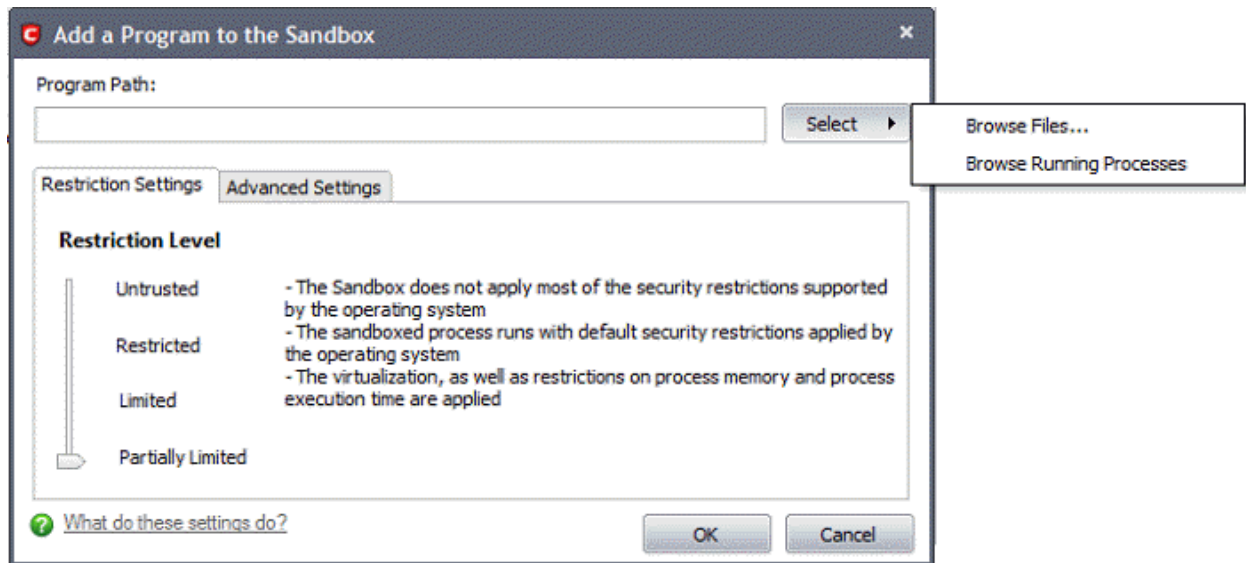 Add a Program to the Sandbox
Program Path:
Select
Browse Files...
Browse Running Processes
Restriction Settings
Advanced Settings
Restriction Level
Untrusted
Restricted
Limited
Partially Limited
- The Sandbox does not apply most of the security restrictions supported
by the operating system
- The sandboxed process runs with default security restrictions applied by
the operating system
- The virtualization, as well as restrictions on process memory and process
execution time are applied
What do these settings do?
OK
Cancel